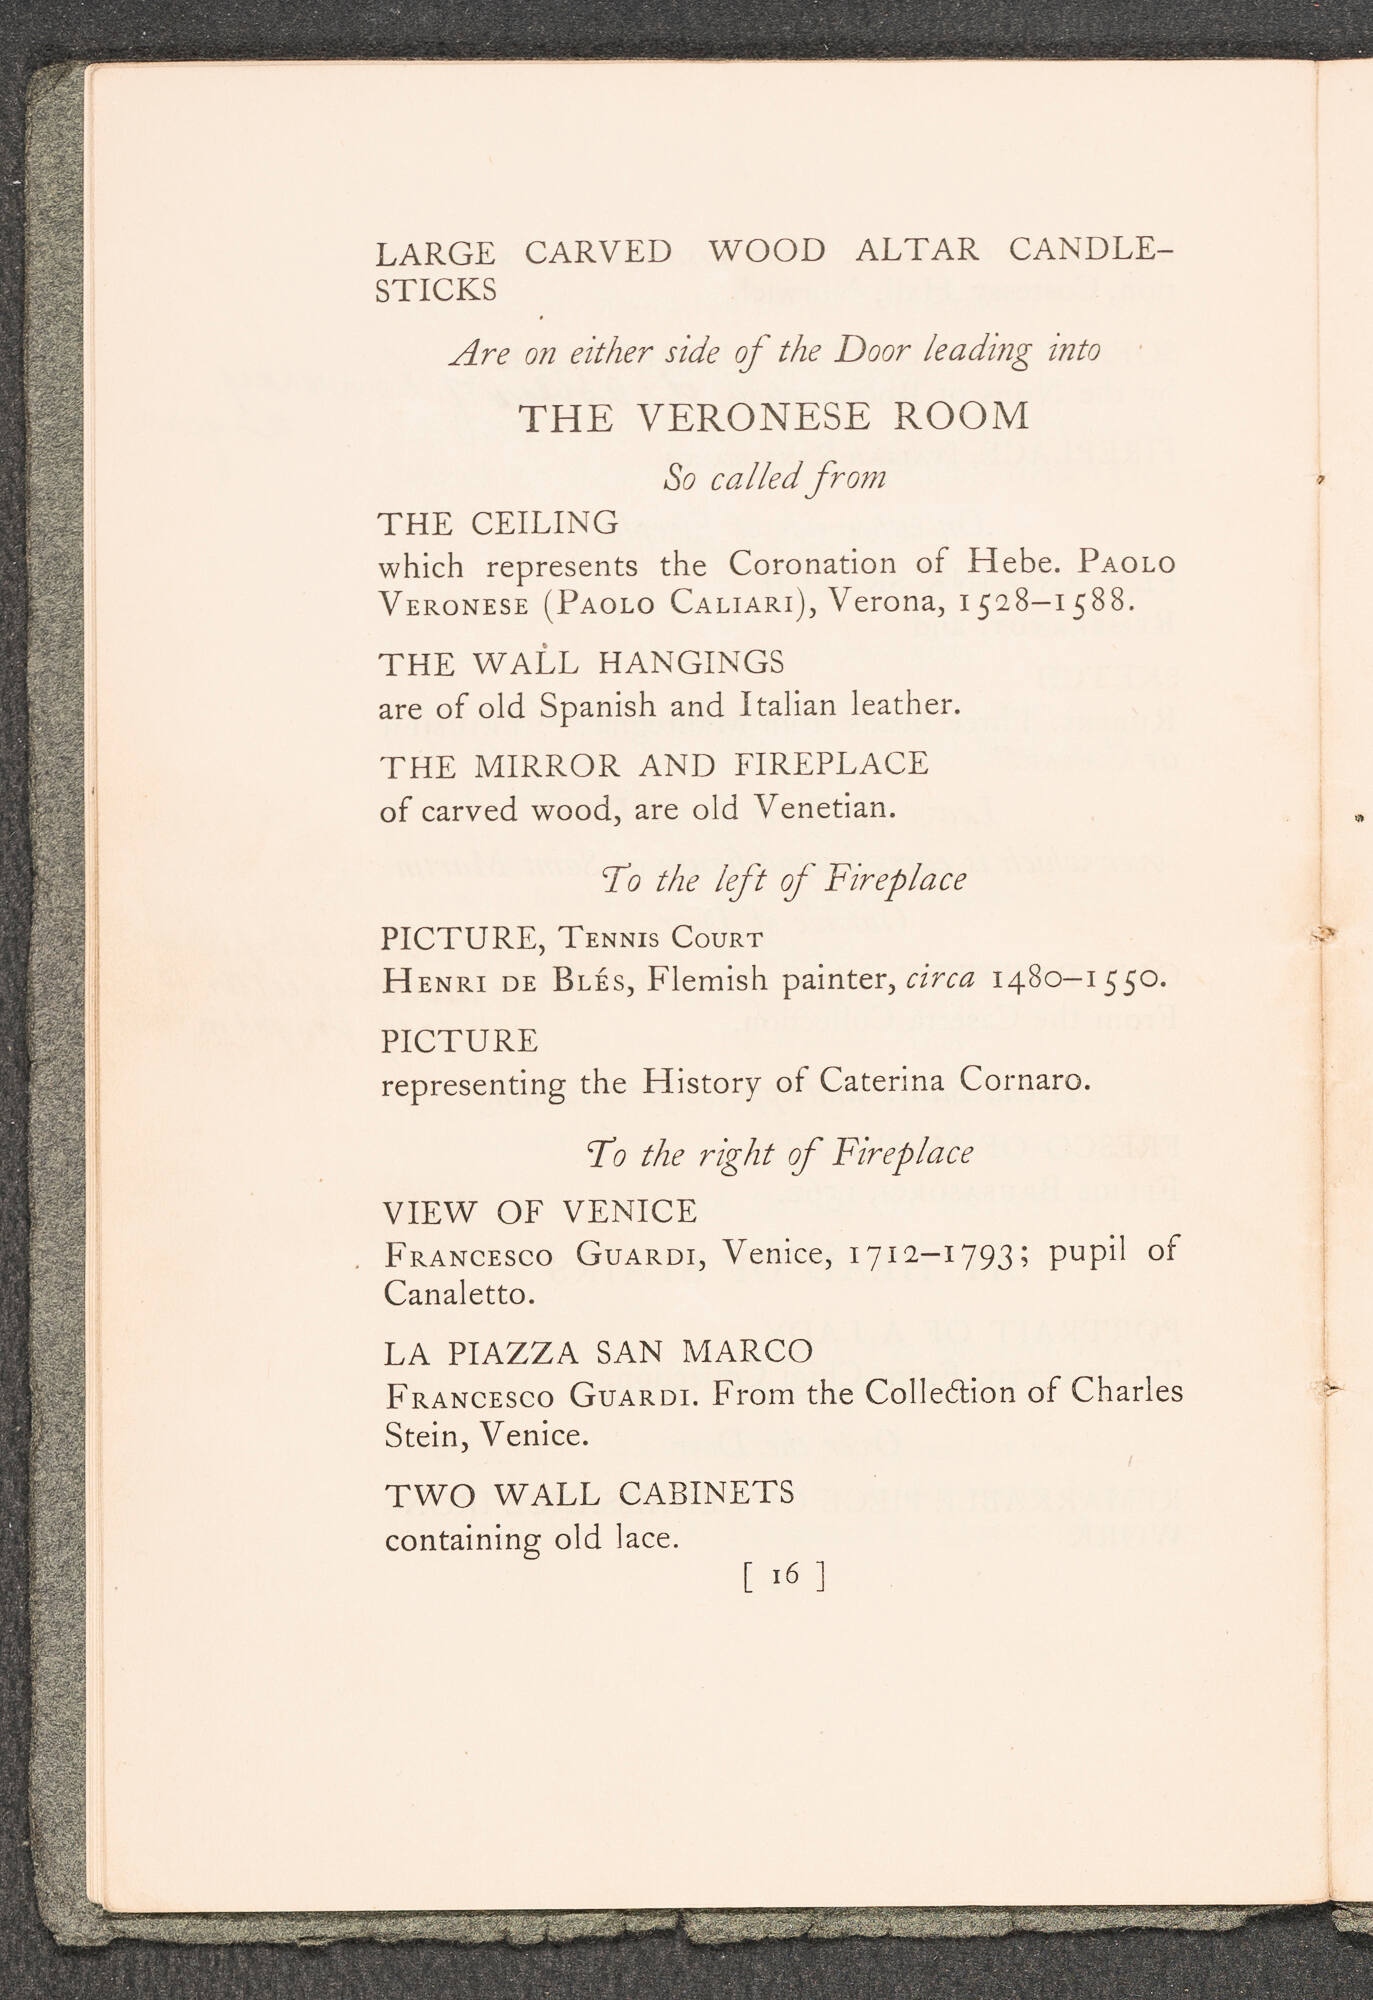 LARGE CARVED WOOD ALTAR CANDLE-
STICKS
Are on either side of the Door leading into
THE VERONESE ROOM
So called from
THE CEILING
which represents the Coronation of Hebe. PAOLO
VERONESE (PAOLO CALIARI), Verona, 1528–1588.
THE WALL HANGINGS
are of old Spanish and Italian leather.
THE MIRROR AND FIREPLACE
of carved wood, are old Venetian.
To the left of Fireplace
PICTURE, TENNIS COURT
HENRI DE BLÉS, Flemish painter, circa 1480–1550.
PICTURE
representing the History of Caterina Cornaro.
To the right of Fireplace
VIEW OF VENICE
FRANCESCO GUARDI, Venice, 1712–1793; pupil of
Canaletto.
LA PIAZZA SAN MARCO
FRANCESCO GUARDI. From the Collection of Charles
Stein, Venice.
TWO WALL CABINETS
containing old lace.
[ 16 ]